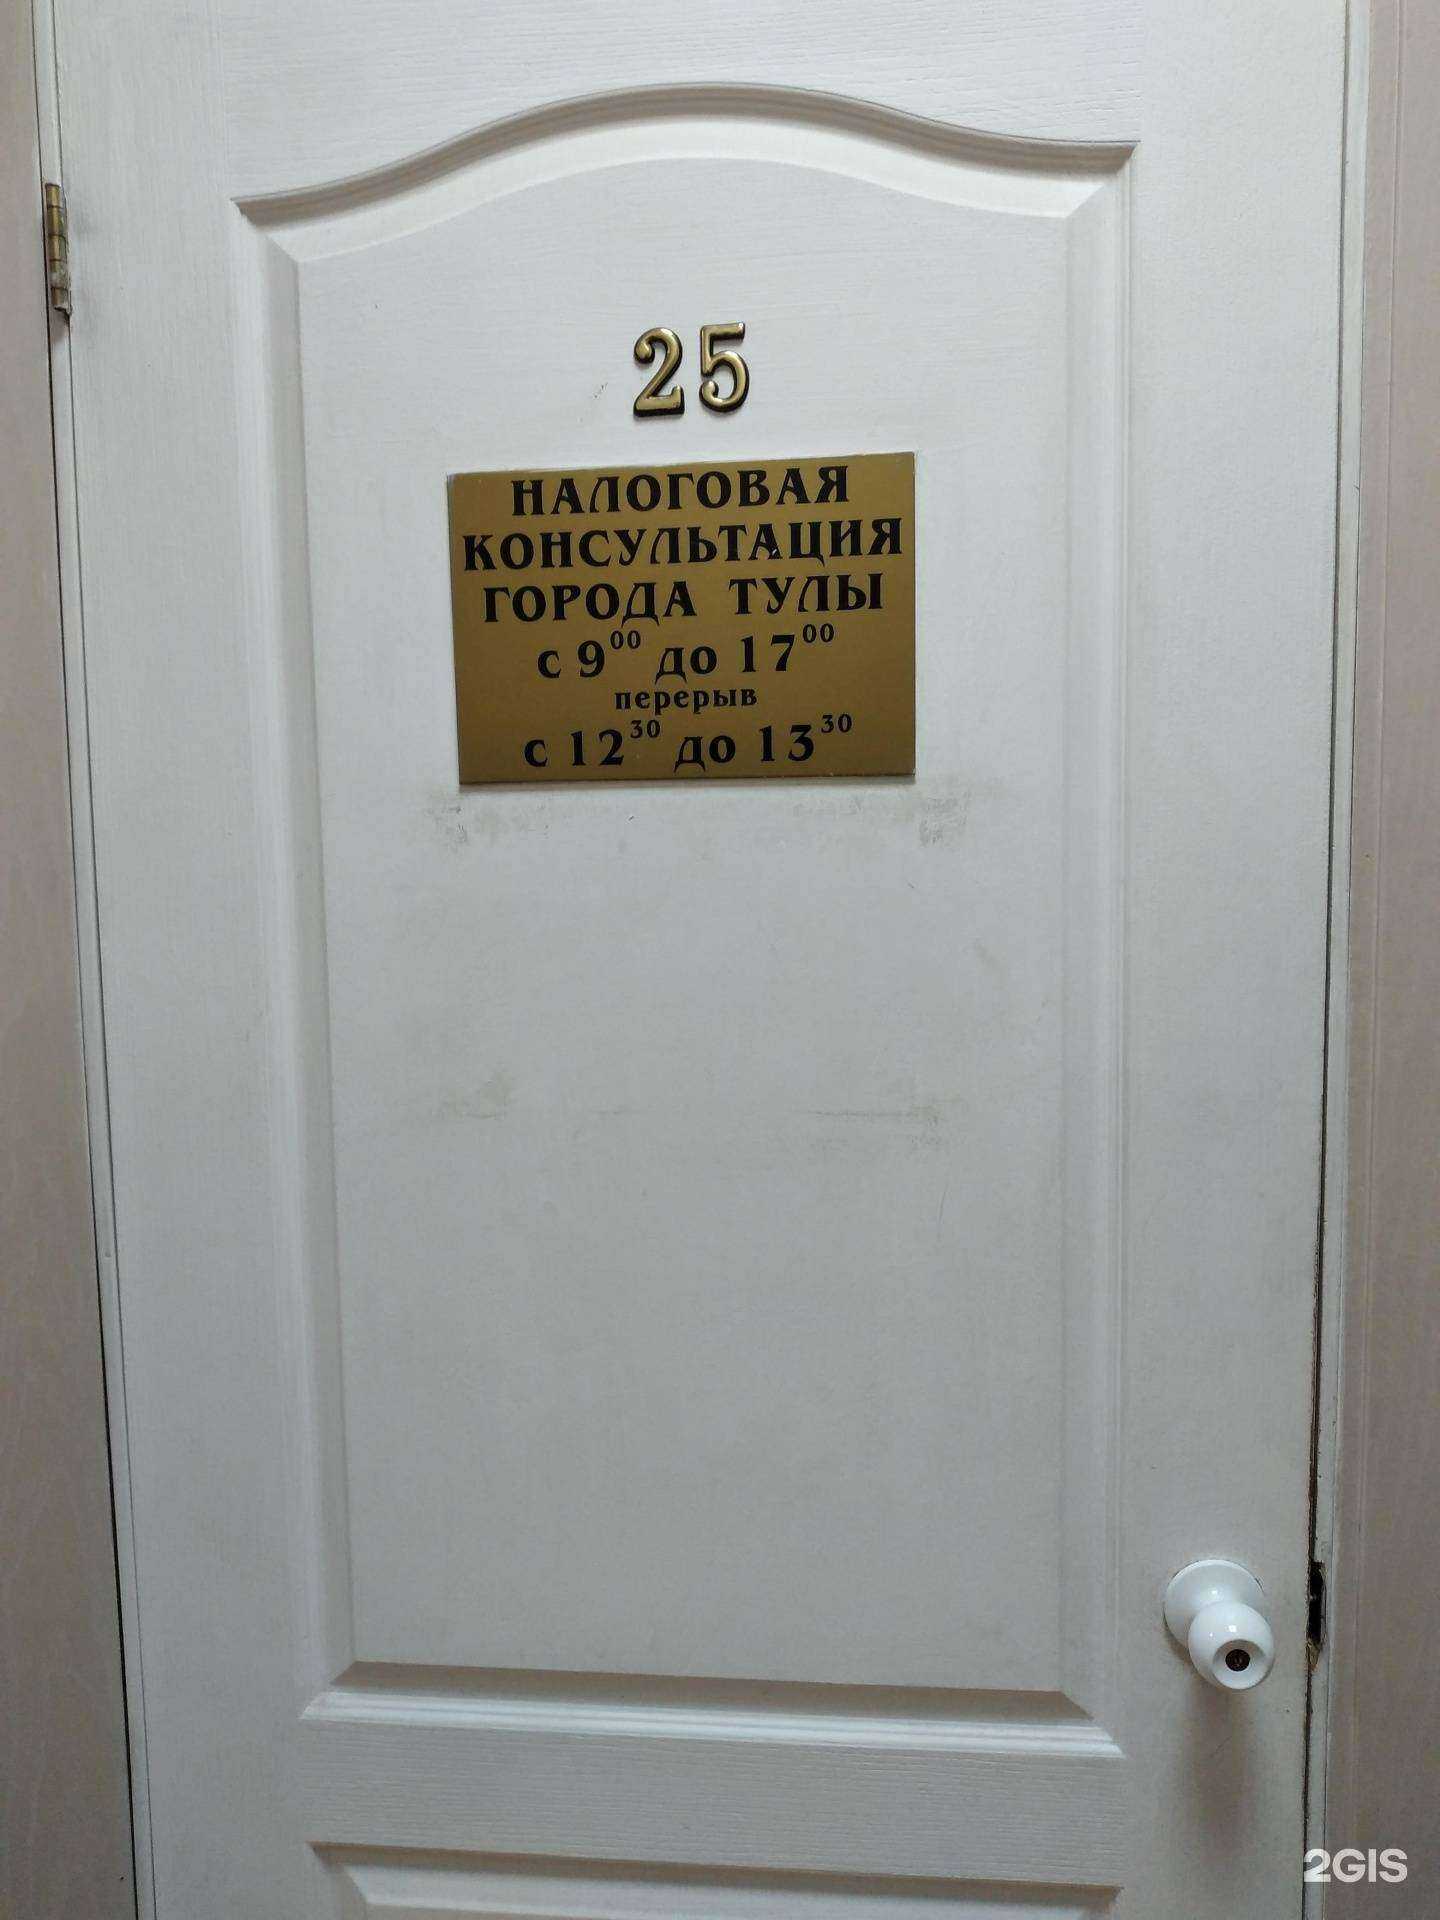 25
НАЛОГОВАЯ
КОНСУЛЬТАЦИЯ
ГОРОДА ТУЛЫ
с 9⁰⁰ до 17⁰⁰
перерыв
с 12³⁰ до 13³⁰
2GIS